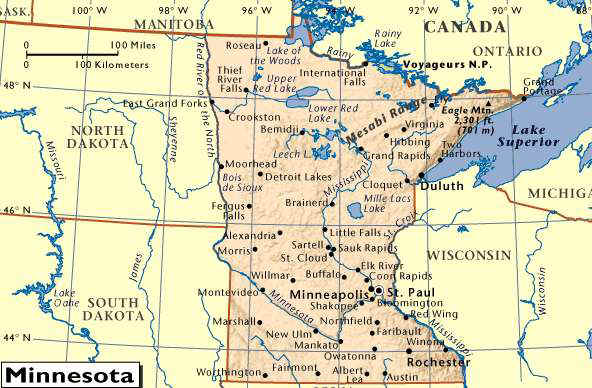 SASK.
MANITOBA
96°
95°
94°
92°
91°
90°
CANADA
ONTARIO
0
100 Miles
0
100 Kilometers
Roseau
Lake of
the Woods
Rainy
Rainy
Lake
Voyageurs N.P.
International
Falls
48° N
48° N
Thief
River
Falls
Upper
Red Lake
Grand
Portage
Red River of the North
East Grand Forks
Lower Red
Lake
Mesabi Range
Eagle Mtn.
2,301 ft.
(701 m)
Crookston
Bemidji
Virginia
Hibbing
Lake
Superior
NORTH
DAKOTA
Sheyenne
Missouri
Leech L.
Grand Rapids
Two
Harbors
Moorhead
Bois
de Sioux
Detroit Lakes
Mississippi
Cloquet
Duluth
MICHIGAN
Fergus
Falls
Brainerd
Mille Lacs
Lake
46° N
46° N
St. Croix
Alexandria
Little Falls
Morris
Sartell
Sauk Rapids
St. Cloud
WISCONSIN
James
Elk River
Willmar
Buffalo
Coon Rapids
Lake
Oahe
SOUTH
DAKOTA
Montevideo
Minneapolis
St. Paul
Bloomington
Shakopee
Wisconsin
Minnesota
Red Wing
Mississippi
Marshall
New Ulm
Northfield
Faribault
44° N
44° N
Mankato
Winona
Owatonna
Rochester
Minnesota
Worthington
Fairmont
Albert
Lea
Austin